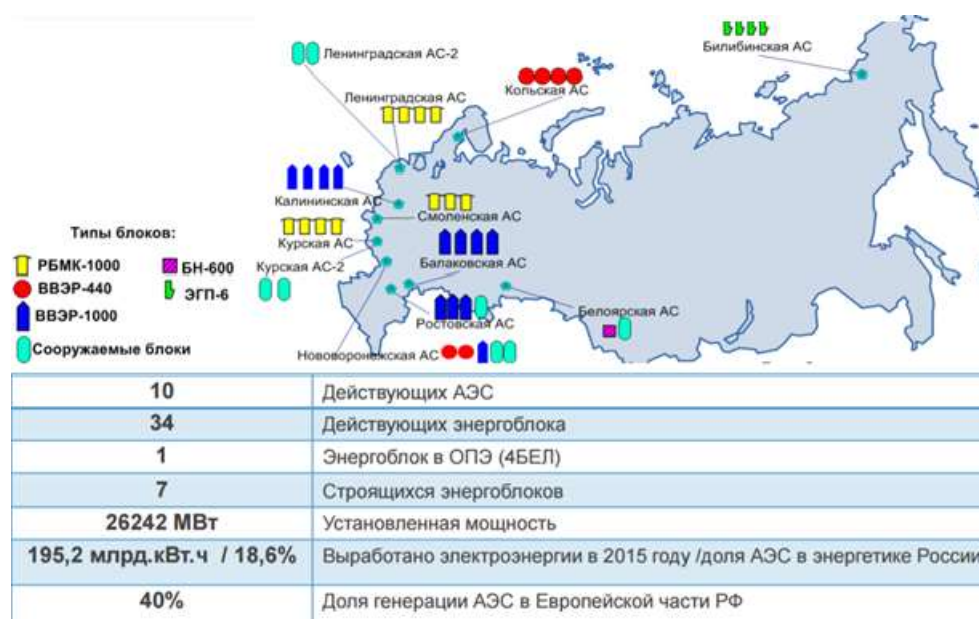 Ленинградская АС-2
Билибинская АС
Кольская АС
Ленинградская АС
Калининская АС
Смоленская АС
Курская АС
Курская АС-2
Балаковская АС
Ростовская АС
Белоярская АС
Нововоронежская АС
Типы блоков:
РБМК-1000
БН-600
ВВЭР-440
ЭГП-6
ВВЭР-1000
Сооружаемые блоки
10 Действующих АЭС
34 Действующих энергоблока
1 Энергоблок в ОПЭ (4БЕЛ)
7 Строящихся энергоблоков
26242 МВт Установленная мощность
195,2 млрд.кВт.ч / 18,6% Выработано электроэнергии в 2015 году /доля АЭС в энергетике России
40% Доля генерации АЭС в Европейской части РФ